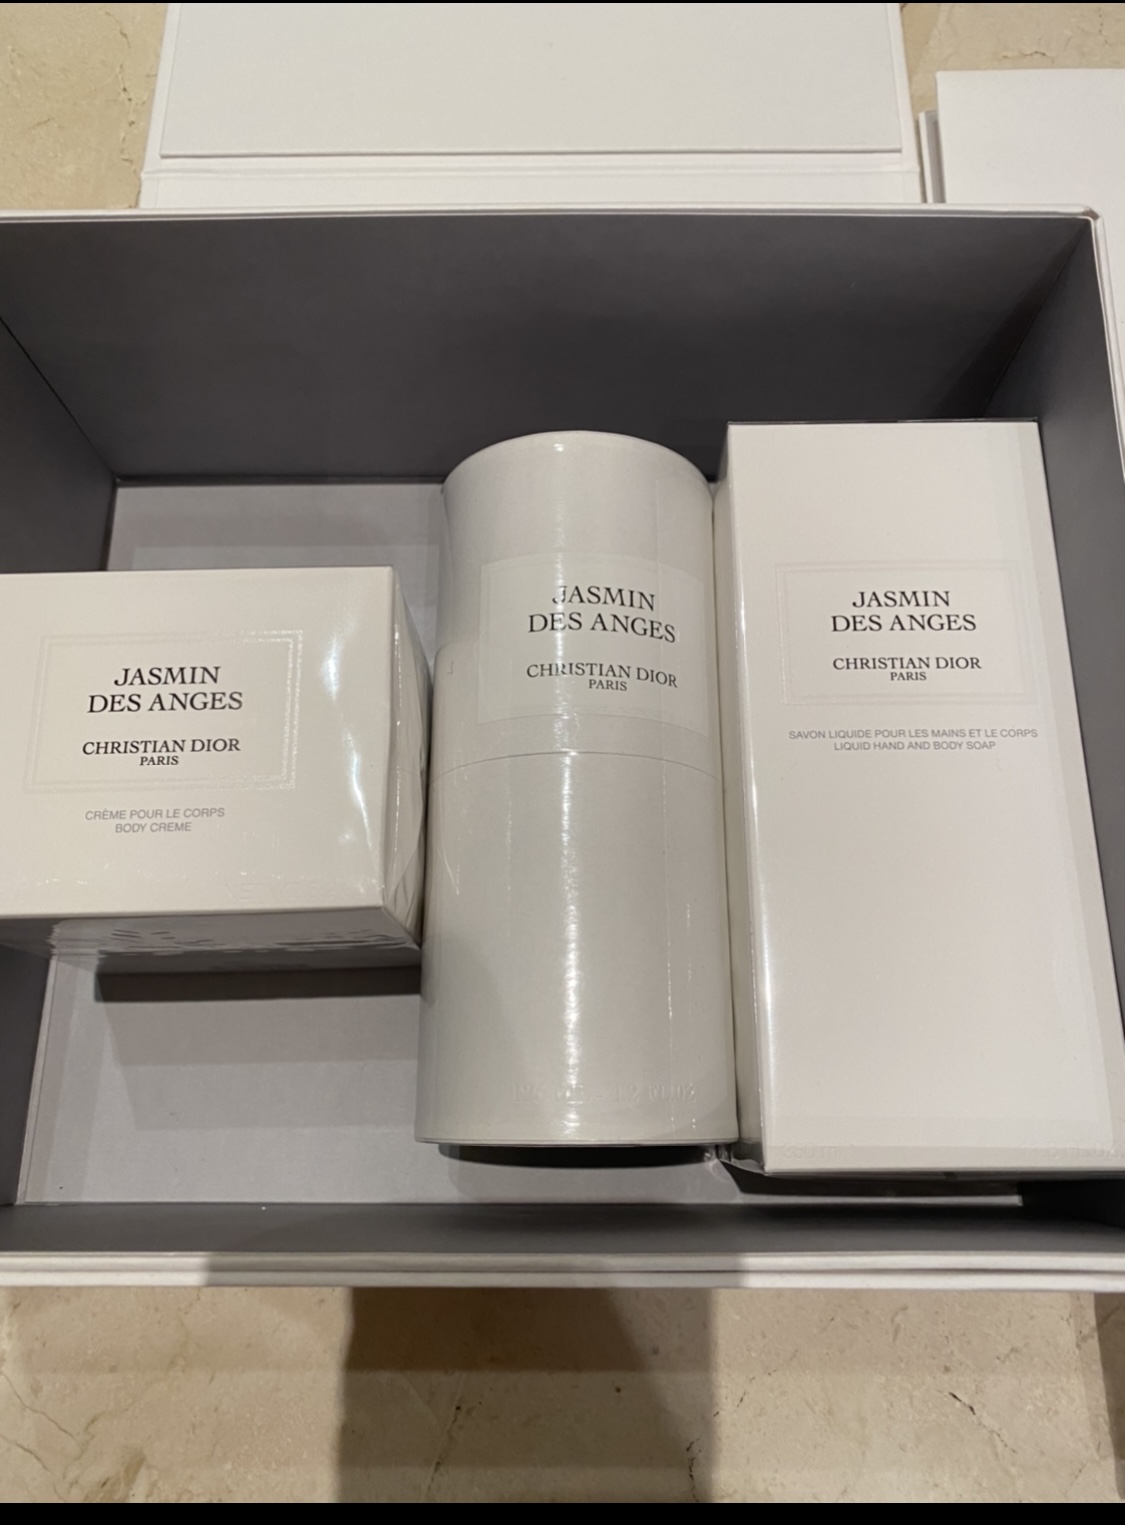 JASMIN
DES ANGES
CHRISTIAN DIOR
PARIS
CRÈME POUR LE CORPS
BODY CREME
JASMIN
DES ANGES
CHRISTIAN DIOR
PARIS
JASMIN
DES ANGES
CHRISTIAN DIOR
PARIS
SAVON LIQUIDE POUR LES MAINS ET LE CORPS
LIQUID HAND AND BODY SOAP